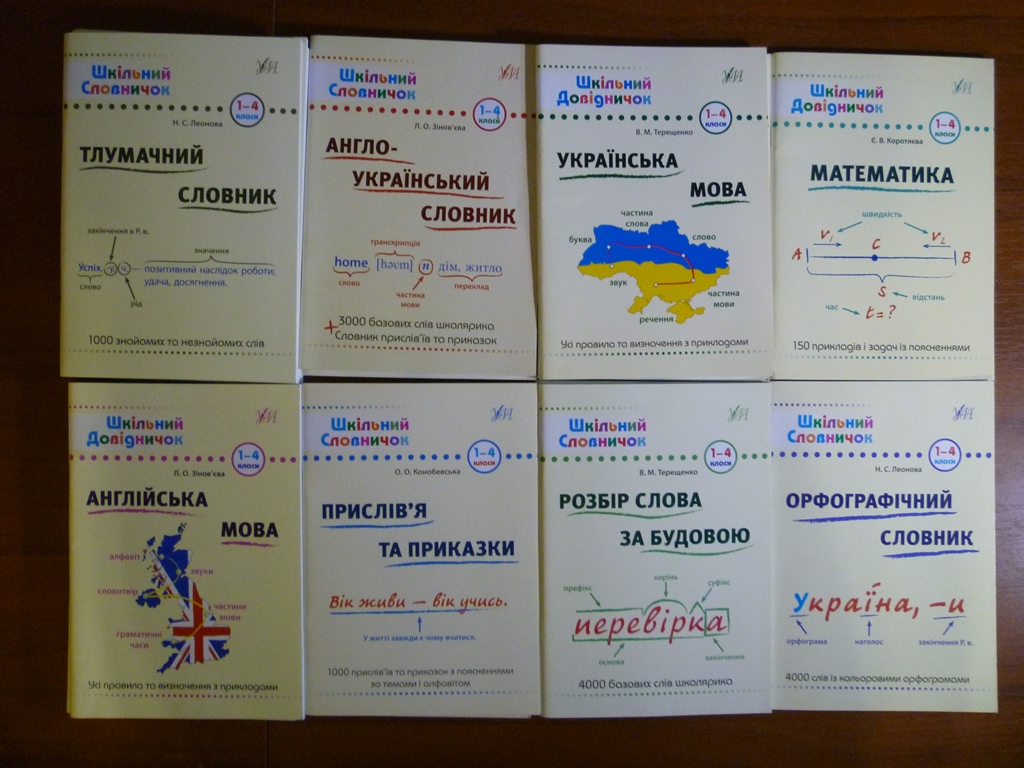 Шкільний
Словничок
1–4
класи
Н. С. Леонова
ТЛУМАЧНИЙ
СЛОВНИК
закінчення в Р. в.
значення
Успіх, -у, ч. — позитивний наслідок роботи;
удача, досягнення.
слово
рід
1000 знайомих та незнайомих слів
Шкільний
Словничок
1–4
класи
Л. О. Зінов'єва
АНГЛО-
УКРАЇНСЬКИЙ
СЛОВНИК
транскрипція
home [həʊm] n дім, житло
слово
переклад
частина
мови
+3000 базових слів школярика
Словник прислів'їв та приказок
Шкільний
Довідничок
1–4
класи
В. М. Терещенко
УКРАЇНСЬКА
МОВА
частина
слова
буква
слово
звук
частина
мови
речення
Усі правила та визначення з прикладами
Шкільний
Довідничок
1–4
класи
Є. В. Коротяєва
МАТЕМАТИКА
швидкість
V₁ V₂
A C B
S
відстань
час
t = ?
150 прикладів і задач із поясненнями
Шкільний
Довідничок
1–4
класи
Л. О. Зінов'єва
АНГЛІЙСЬКА
МОВА
алфавіт
звуки
словотвір
частини
мови
граматичні
часи
Усі правила та визначення з прикладами
Шкільний
Словничок
1–4
класи
О. О. Конобевська
ПРИСЛІВ'Я
ТА ПРИКАЗКИ
Вік живи — вік учись.
У житті завжди є чому вчитися.
1000 прислів'їв та приказок з поясненнями
за темами і алфавітом
Шкільний
Словничок
1–4
класи
В. М. Терещенко
РОЗБІР СЛОВА
ЗА БУДОВОЮ
корінь
префікс
суфікс
перевірка
основа
закінчення
4000 базових слів школярика
Шкільний
Словничок
1–4
класи
Н. С. Леонова
ОРФОГРАФІЧНИЙ
СЛОВНИК
Украї́на, –и
орфограма
наголос
закінчення Р. в.
4000 слів із кольоровими орфограмами